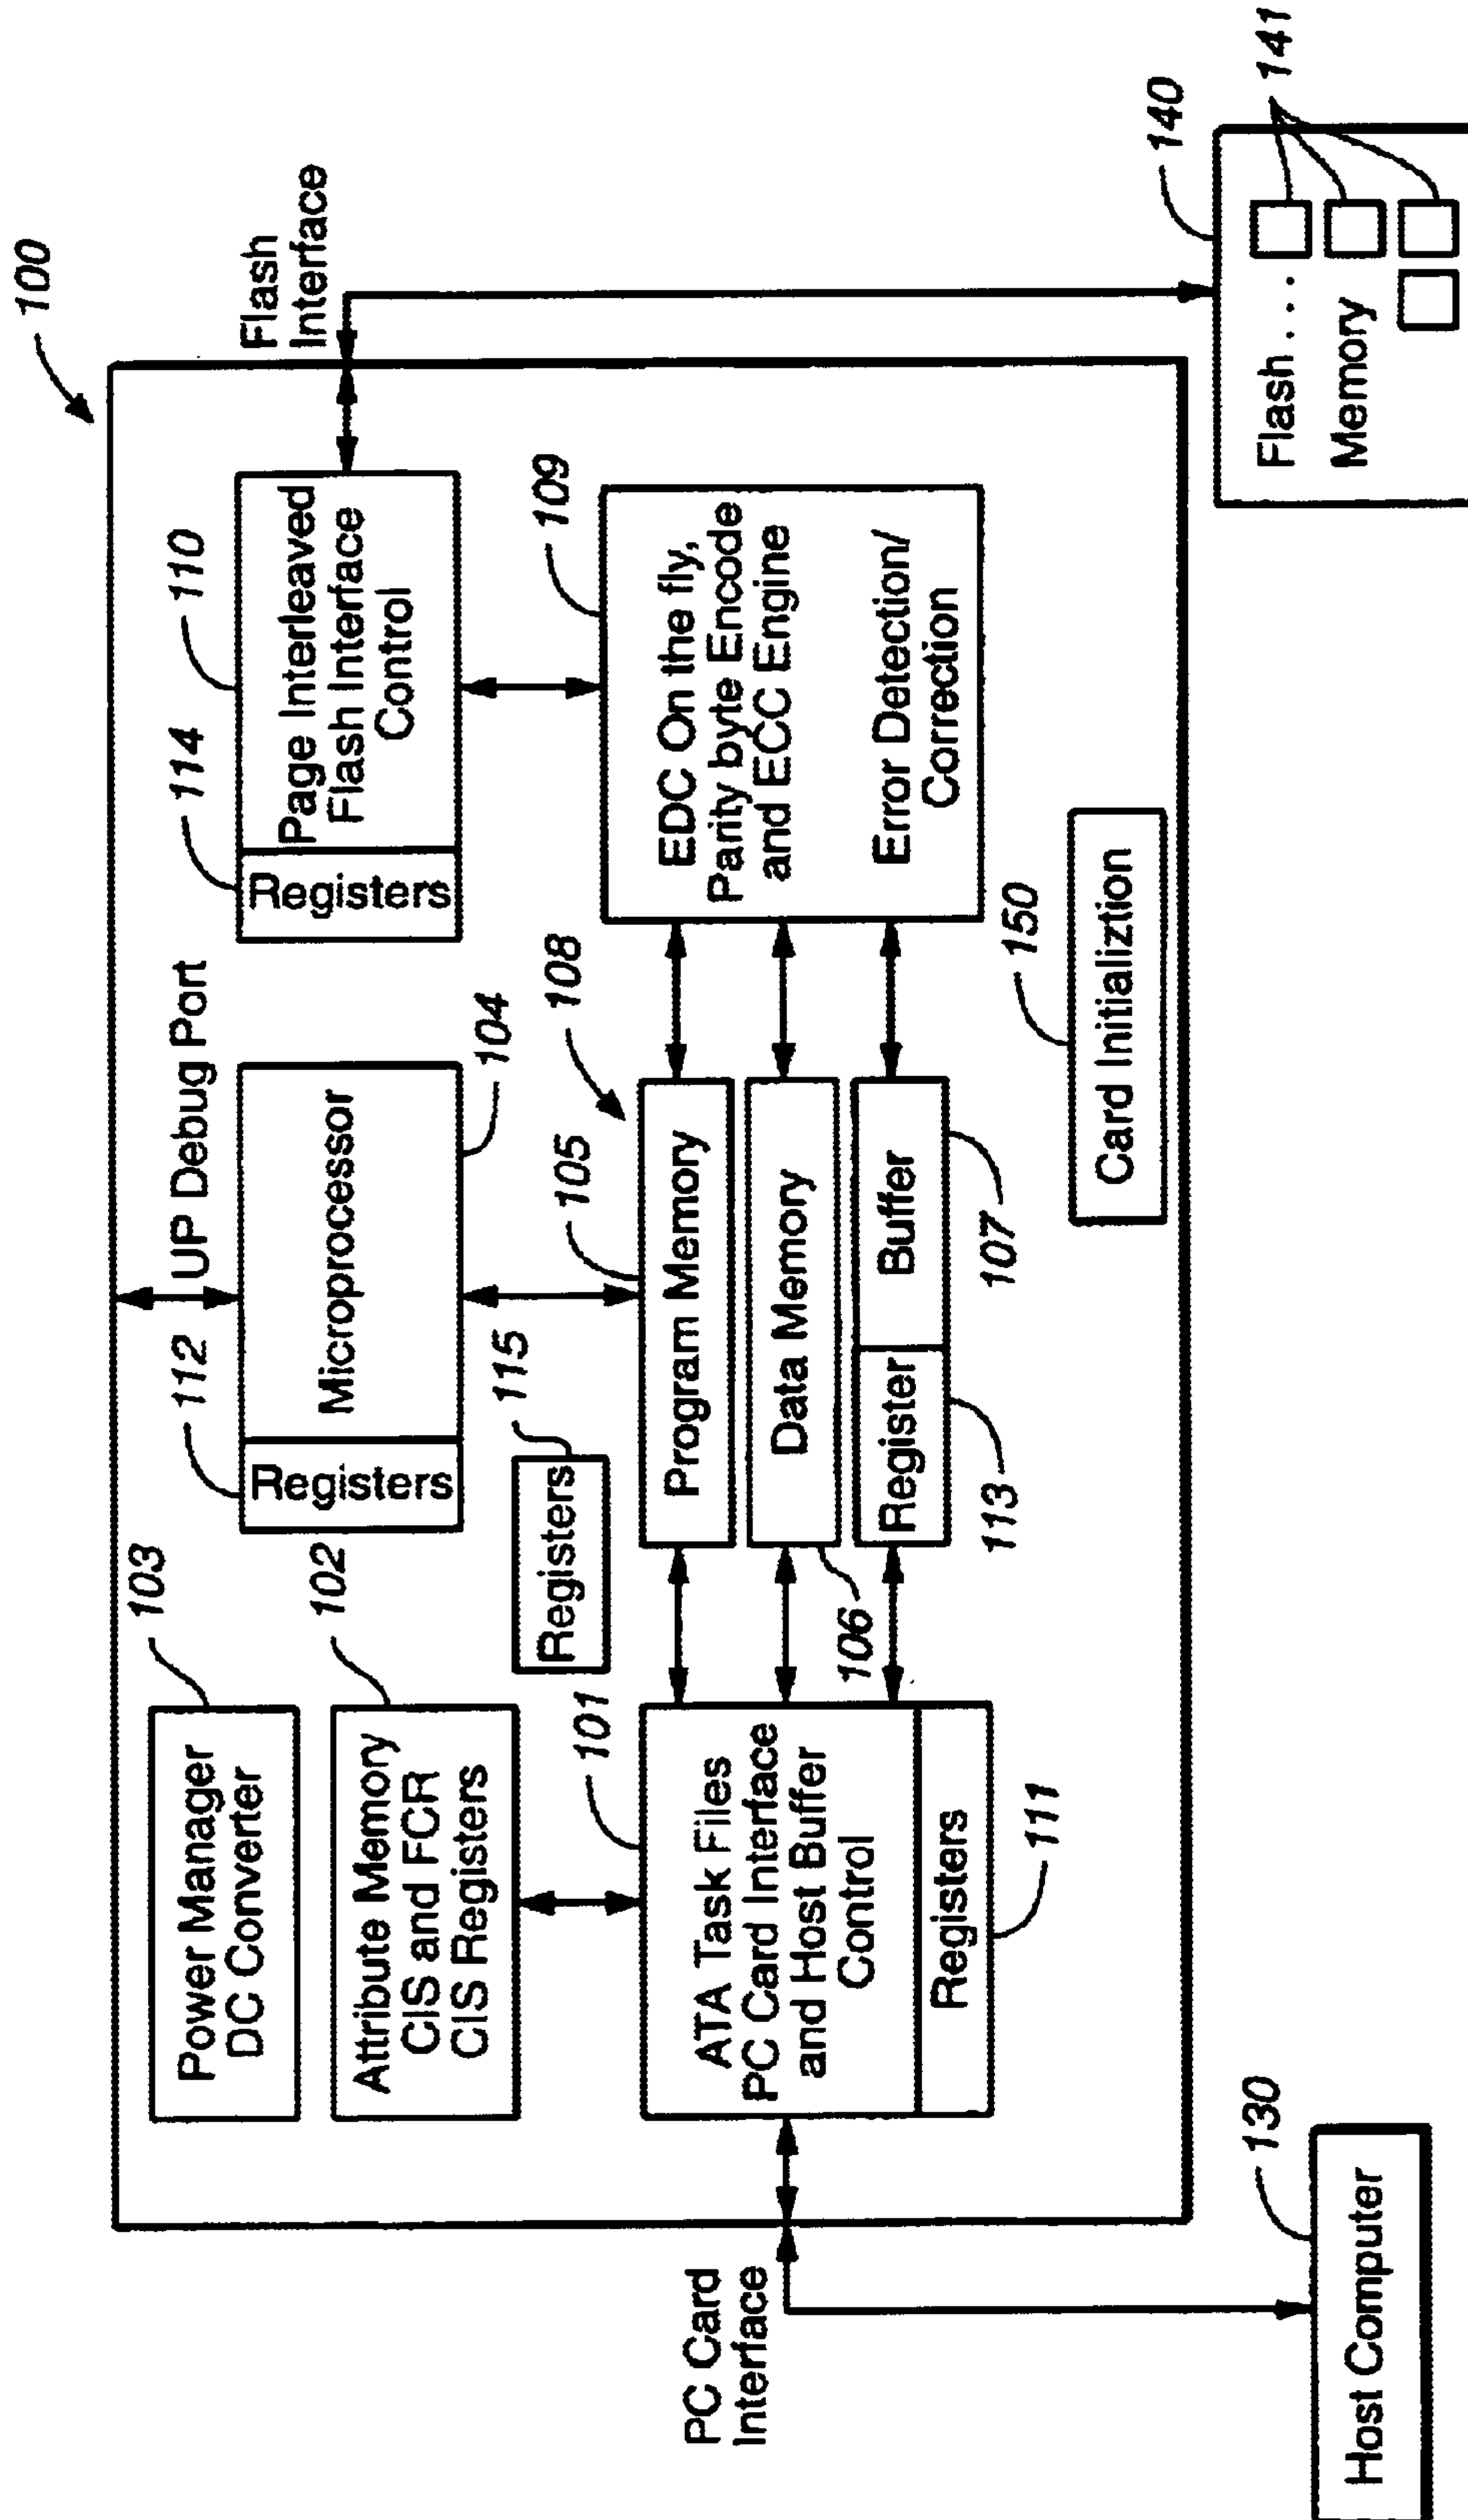 100
Flash
Interface
103
Power Manager
DC Converter
102
Attribute Memory
CIS and FCR
CIS Registers
112
Registers
UP Debug Port
Microprocessor
104
114
Registers
110
Page Interleaved
Flash Interface
Control
115
Registers
101
ATA Task Files
PC Card Interface
and Host Buffer
Control
Registers
111
105
108
Program Memory
Data Memory
106
Register
Buffer
113
107
109
EDC On the fly,
Parity byte Encode
and ECC Engine
Error Detection/
Correction
150
Card Initializtion
PC Card
Interface
130
Host Computer
140
141
Flash . . .
Memory